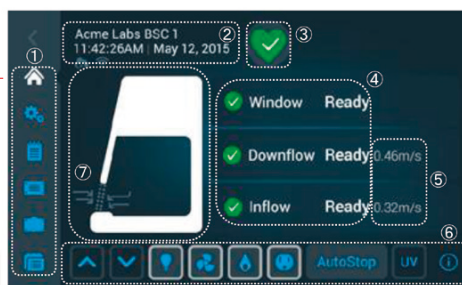 Acme Labs BSC 1 ② ③
11:42:26AM | May 12, 2015
①
④
Window Ready
Downflow Ready 0.46m/s
⑤
⑦
Inflow Ready 0.32m/s
⑥
AutoStop UV